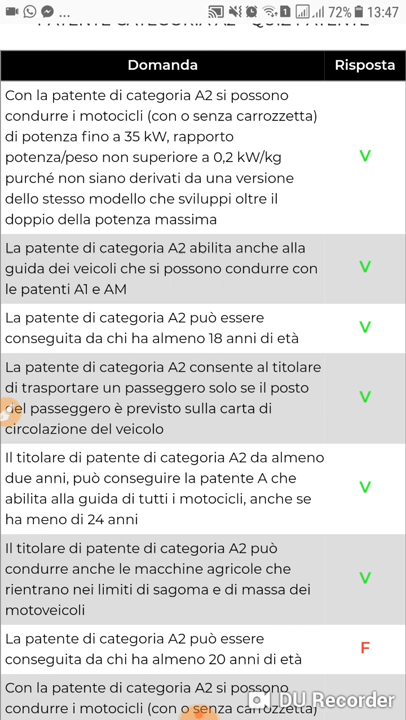 72% 13:47
PATENTE CATEGORIA A2 - QUIZ PATENTE
Domanda Risposta
Con la patente di categoria A2 si possono
condurre i motocicli (con o senza carrozzetta)
di potenza fino a 35 kW, rapporto
potenza/peso non superiore a 0,2 kW/kg V
purché non siano derivati da una versione
dello stesso modello che sviluppi oltre il
doppio della potenza massima
La patente di categoria A2 abilita anche alla
guida dei veicoli che si possono condurre con V
le patenti A1 e AM
La patente di categoria A2 può essere V
conseguita da chi ha almeno 18 anni di età
La patente di categoria A2 consente al titolare
di trasportare un passeggero solo se il posto V
del passeggero è previsto sulla carta di
circolazione del veicolo
Il titolare di patente di categoria A2 da almeno
due anni, può conseguire la patente A che V
abilita alla guida di tutti i motocicli, anche se
ha meno di 24 anni
Il titolare di patente di categoria A2 può
condurre anche le macchine agricole che V
rientrano nei limiti di sagoma e di massa dei
motoveicoli
La patente di categoria A2 può essere F
conseguita da chi ha almeno 20 anni di età
Con la patente di categoria A2 si possono
condurre i motocicli (con o senza carrozzetta)
DU Recorder